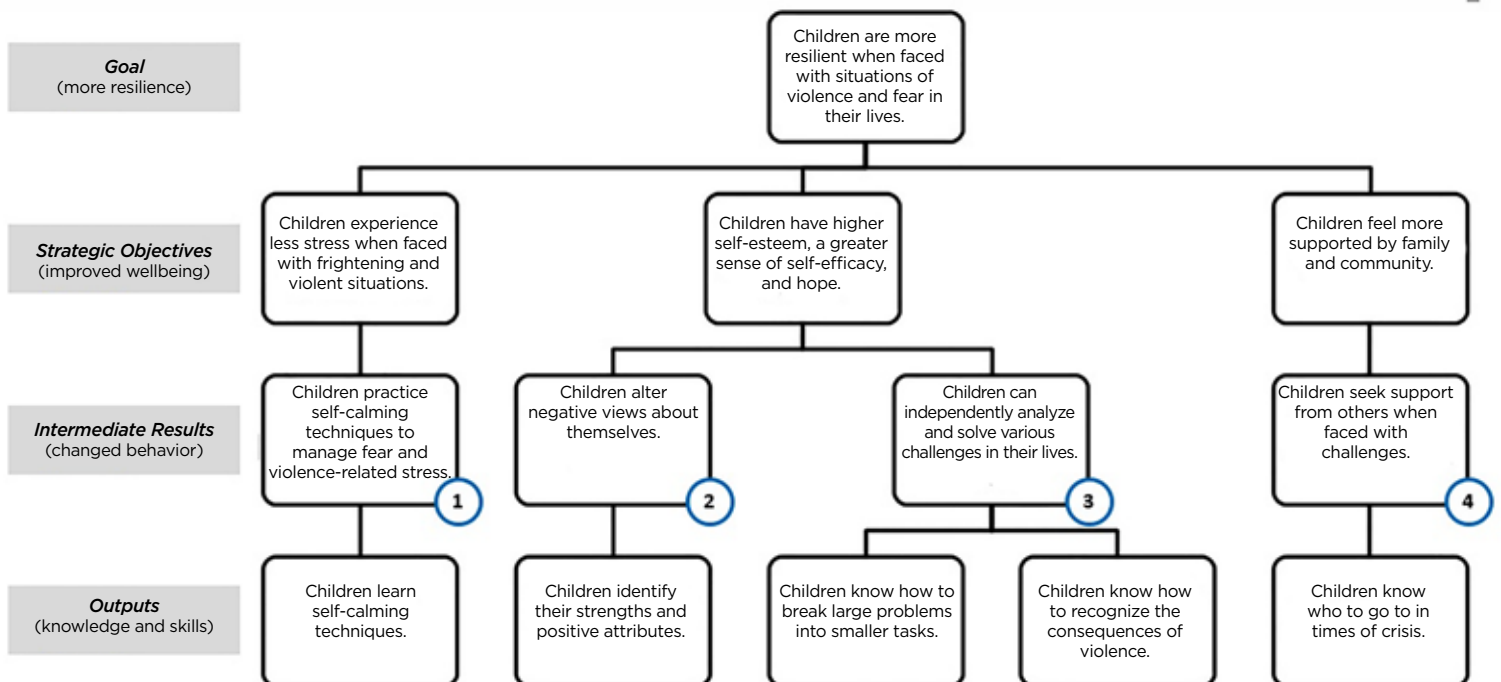 Goal
(more resilience)
Children are more
resilient when faced
with situations of
violence and fear in
their lives.
Strategic Objectives
(improved wellbeing)
Children experience
less stress when faced
with frightening and
violent situations.
Children have higher
self-esteem, a greater
sense of self-efficacy,
and hope.
Children feel more
supported by family
and community.
Intermediate Results
(changed behavior)
Children practice
self-calming
techniques to
manage fear and
violence-related stress.
1
Children alter
negative views about
themselves.
2
Children can
independently analyze
and solve various
challenges in their lives.
3
Children seek support
from others when
faced with
challenges.
4
Outputs
(knowledge and skills)
Children learn
self-calming
techniques.
Children identify
their strengths and
positive attributes.
Children know how to
break large problems
into smaller tasks.
Children know how
to recognize the
consequences of
violence.
Children know
who to go to in
times of crisis.